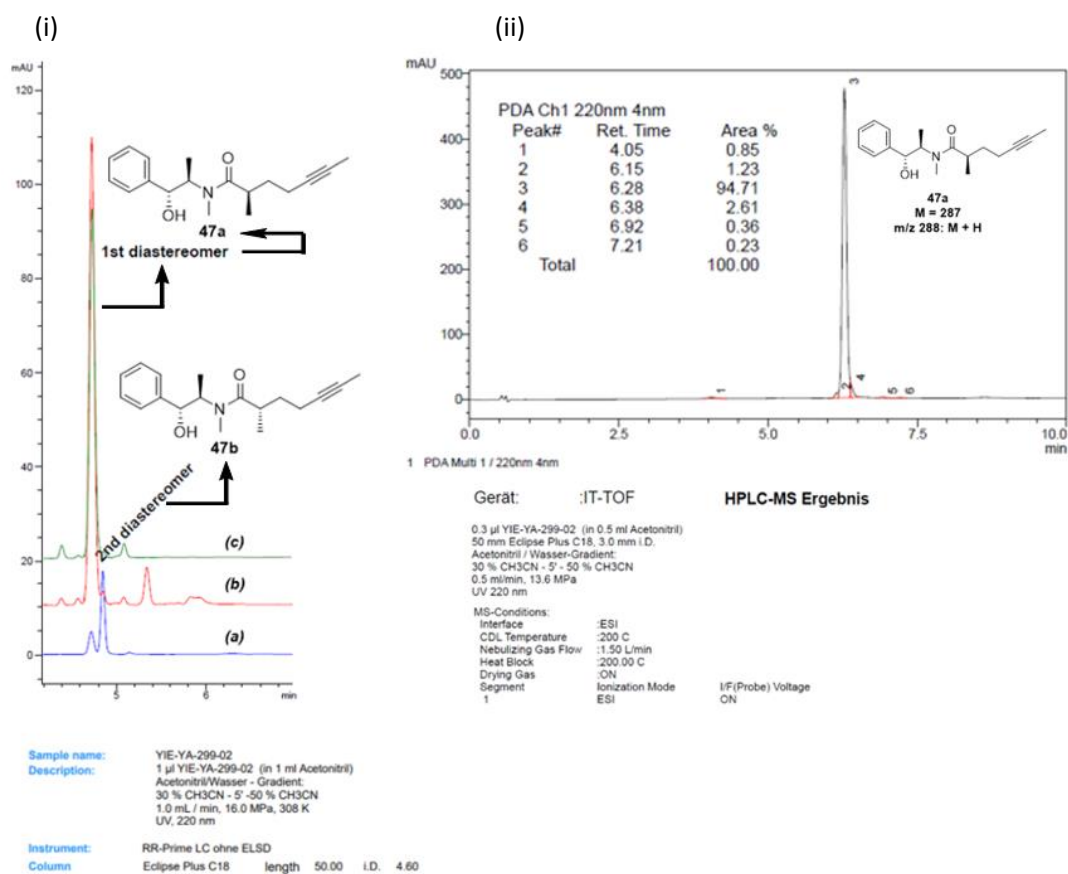 (i)
mAU
120
100
80
60
40
20
0
5
6
min
OH
N
O
47a
1st diastereomer
OH
N
O
47b
2nd diastereomer
(c)
(b)
(a)
Sample name: YIE-YA-299-02
Description: 1 µl YIE-YA-299-02 (in 1 ml Acetonitril)
Acetonitril/Wasser - Gradient:
30 % CH3CN - 5' -50 % CH3CN
1.0 mL / min, 16.0 MPa, 308 K
UV, 220 nm
Instrument: RR-Prime LC ohne ELSD
Column Eclipse Plus C18 length 50.00 i.D. 4.60
(ii)
mAU
500
400
300
200
100
0
0.0 2.5 5.0 7.5 10.0
min
PDA Ch1 220nm 4nm
Peak# Ret. Time Area %
1 4.05 0.85
2 6.15 1.23
3 6.28 94.71
4 6.38 2.61
5 6.92 0.36
6 7.21 0.23
Total 100.00
1
2
3
4
5
6
OH
N
O
47a
M = 287
m/z 288: M + H
1 PDA Multi 1 / 220nm 4nm
Gerät: :IT-TOF HPLC-MS Ergebnis
0.3 µl YIE-YA-299-02 (in 0.5 ml Acetonitril)
50 mm Eclipse Plus C18, 3.0 mm i.D.
Acetonitril / Wasser-Gradient:
30 % CH3CN - 5' - 50 % CH3CN
0.5 ml/min, 13.6 MPa
UV 220 nm
MS-Conditions:
Interface :ESI
CDL Temperature :200 C
Nebulizing Gas Flow :1.50 L/min
Heat Block :200.00 C
Drying Gas :ON
Segment Ionization Mode I/F(Probe) Voltage
1 ESI ON